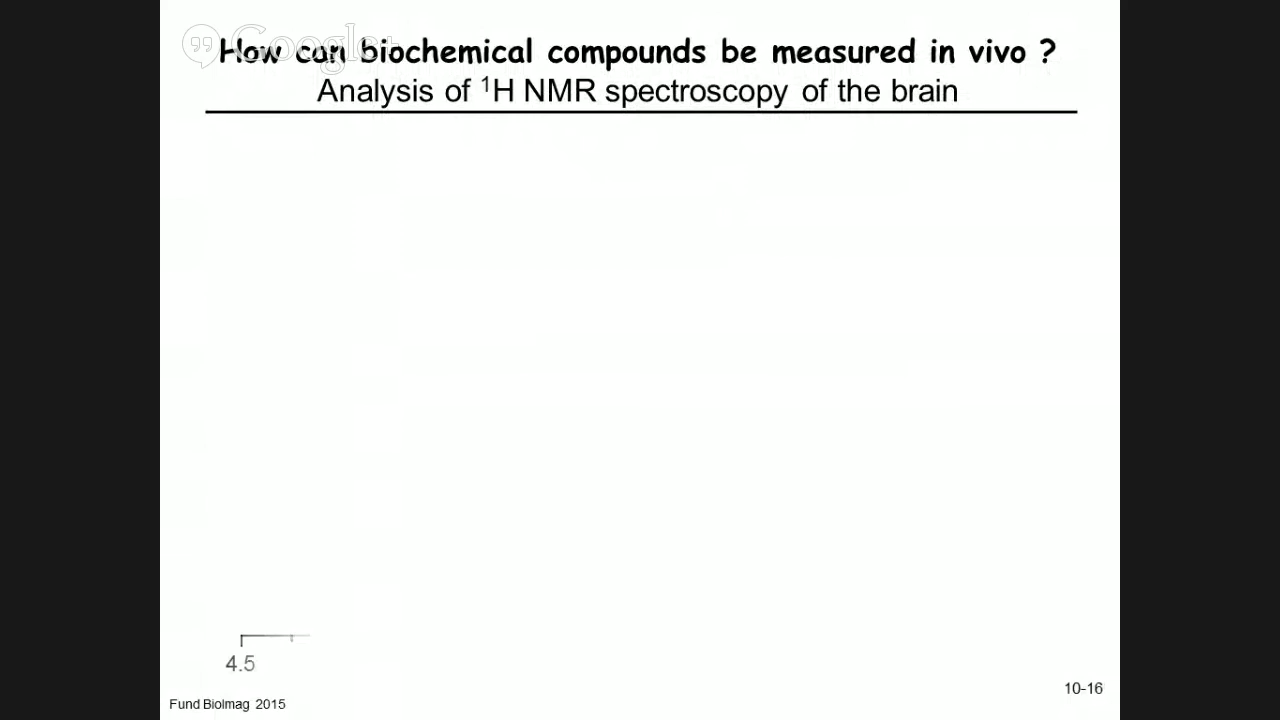 Google+
How can biochemical compounds be measured in vivo ?
Analysis of ¹H NMR spectroscopy of the brain
4.5
10-16
Fund BioImag 2015